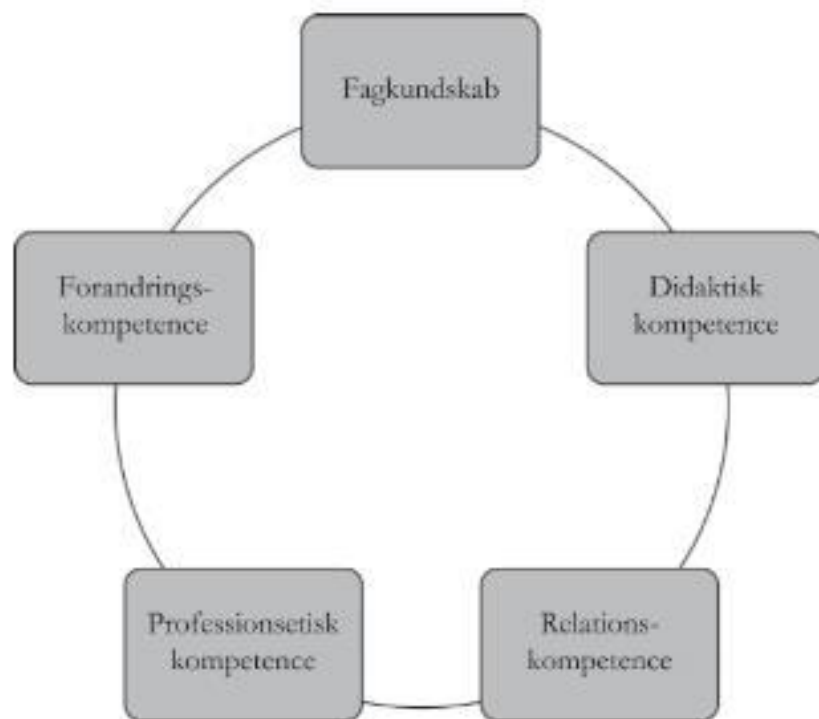 Fagkundskab
Didaktisk
kompetence
Relations-
kompetence
Professionsetisk
kompetence
Forandrings-
kompetence